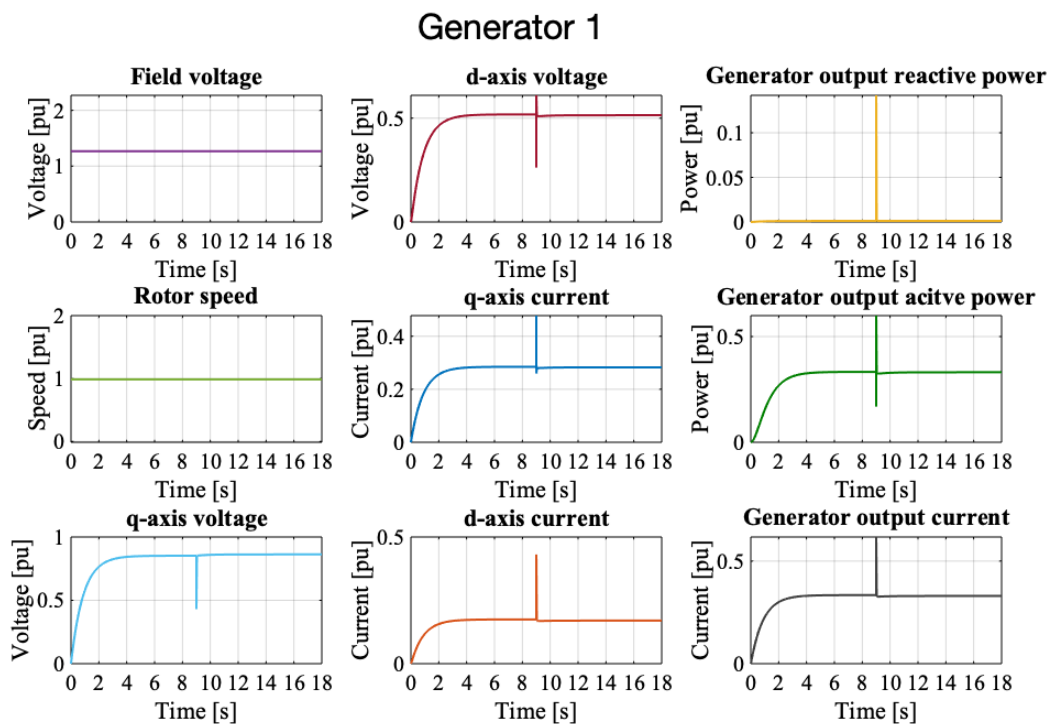 Generator 1
Field voltage
Voltage [pu]
2
1
0
0 2 4 6 8 10 12 14 16 18
Time [s]
d-axis voltage
Voltage [pu]
0.5
0
0 2 4 6 8 10 12 14 16 18
Time [s]
Generator output reactive power
Power [pu]
0.1
0.05
0
0 2 4 6 8 10 12 14 16 18
Time [s]
Rotor speed
Speed [pu]
2
1
0
0 2 4 6 8 10 12 14 16 18
Time [s]
q-axis current
Current [pu]
0.4
0.2
0
0 2 4 6 8 10 12 14 16 18
Time [s]
Generator output acitve power
Power [pu]
0.5
0
0 2 4 6 8 10 12 14 16 18
Time [s]
q-axis voltage
Voltage [pu]
1
0.5
0
0 2 4 6 8 10 12 14 16 18
Time [s]
d-axis current
Current [pu]
0.5
0
0 2 4 6 8 10 12 14 16 18
Time [s]
Generator output current
Current [pu]
0.5
0
0 2 4 6 8 10 12 14 16 18
Time [s]